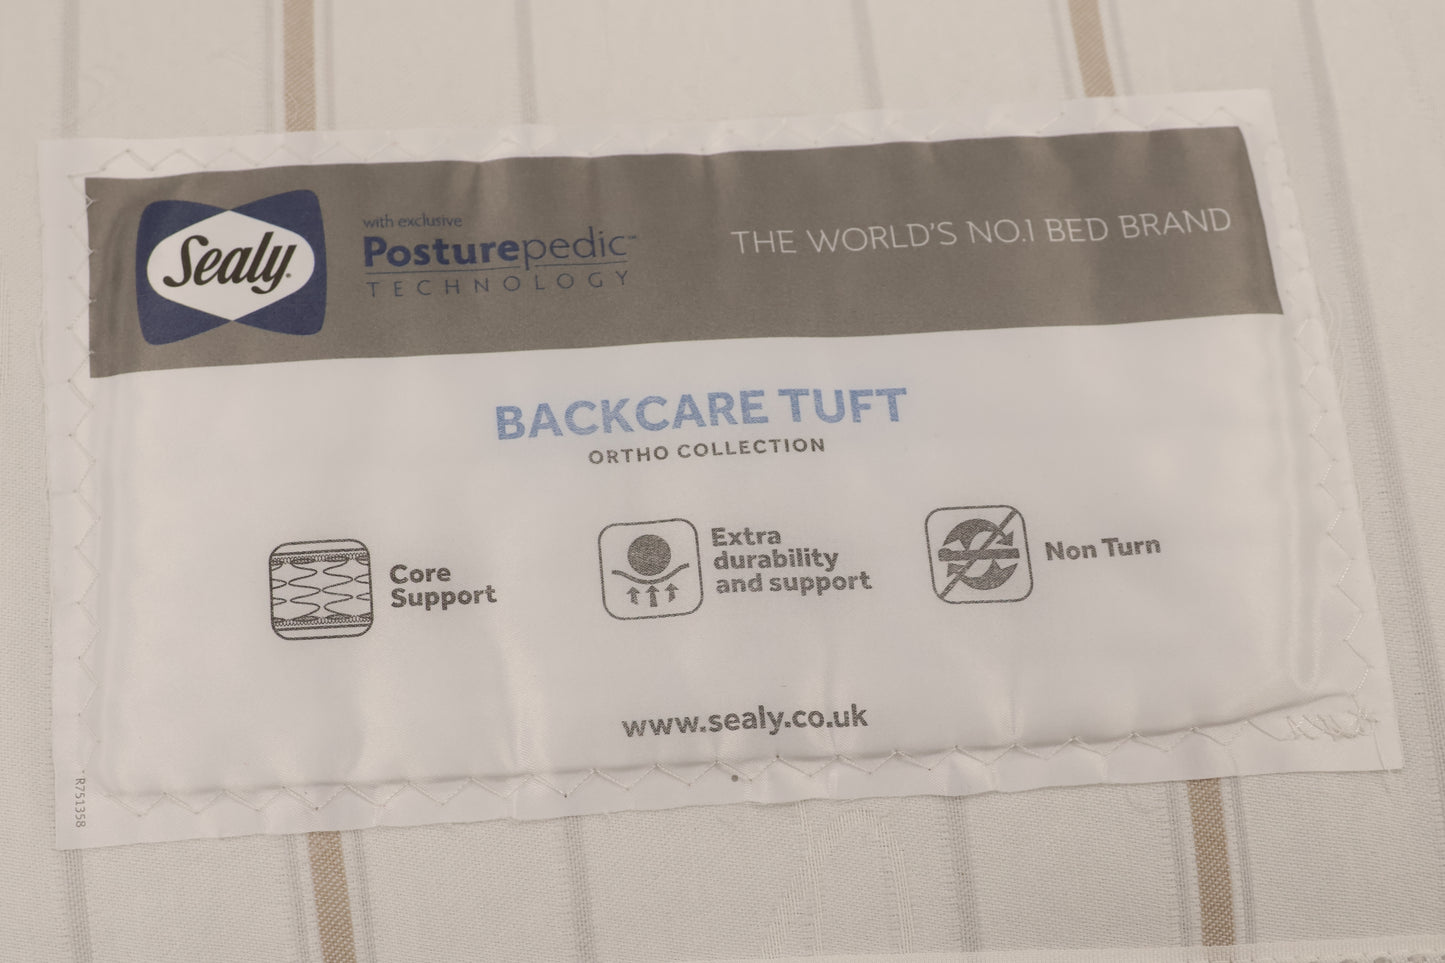 Sealy
with exclusive
Posturepedic™
TECHNOLOGY
THE WORLD'S NO.1 BED BRAND
BACKCARE TUFT
ORTHO COLLECTION
Core
Support
Extra
durability
and support
Non Turn
www.sealy.co.uk
R751358